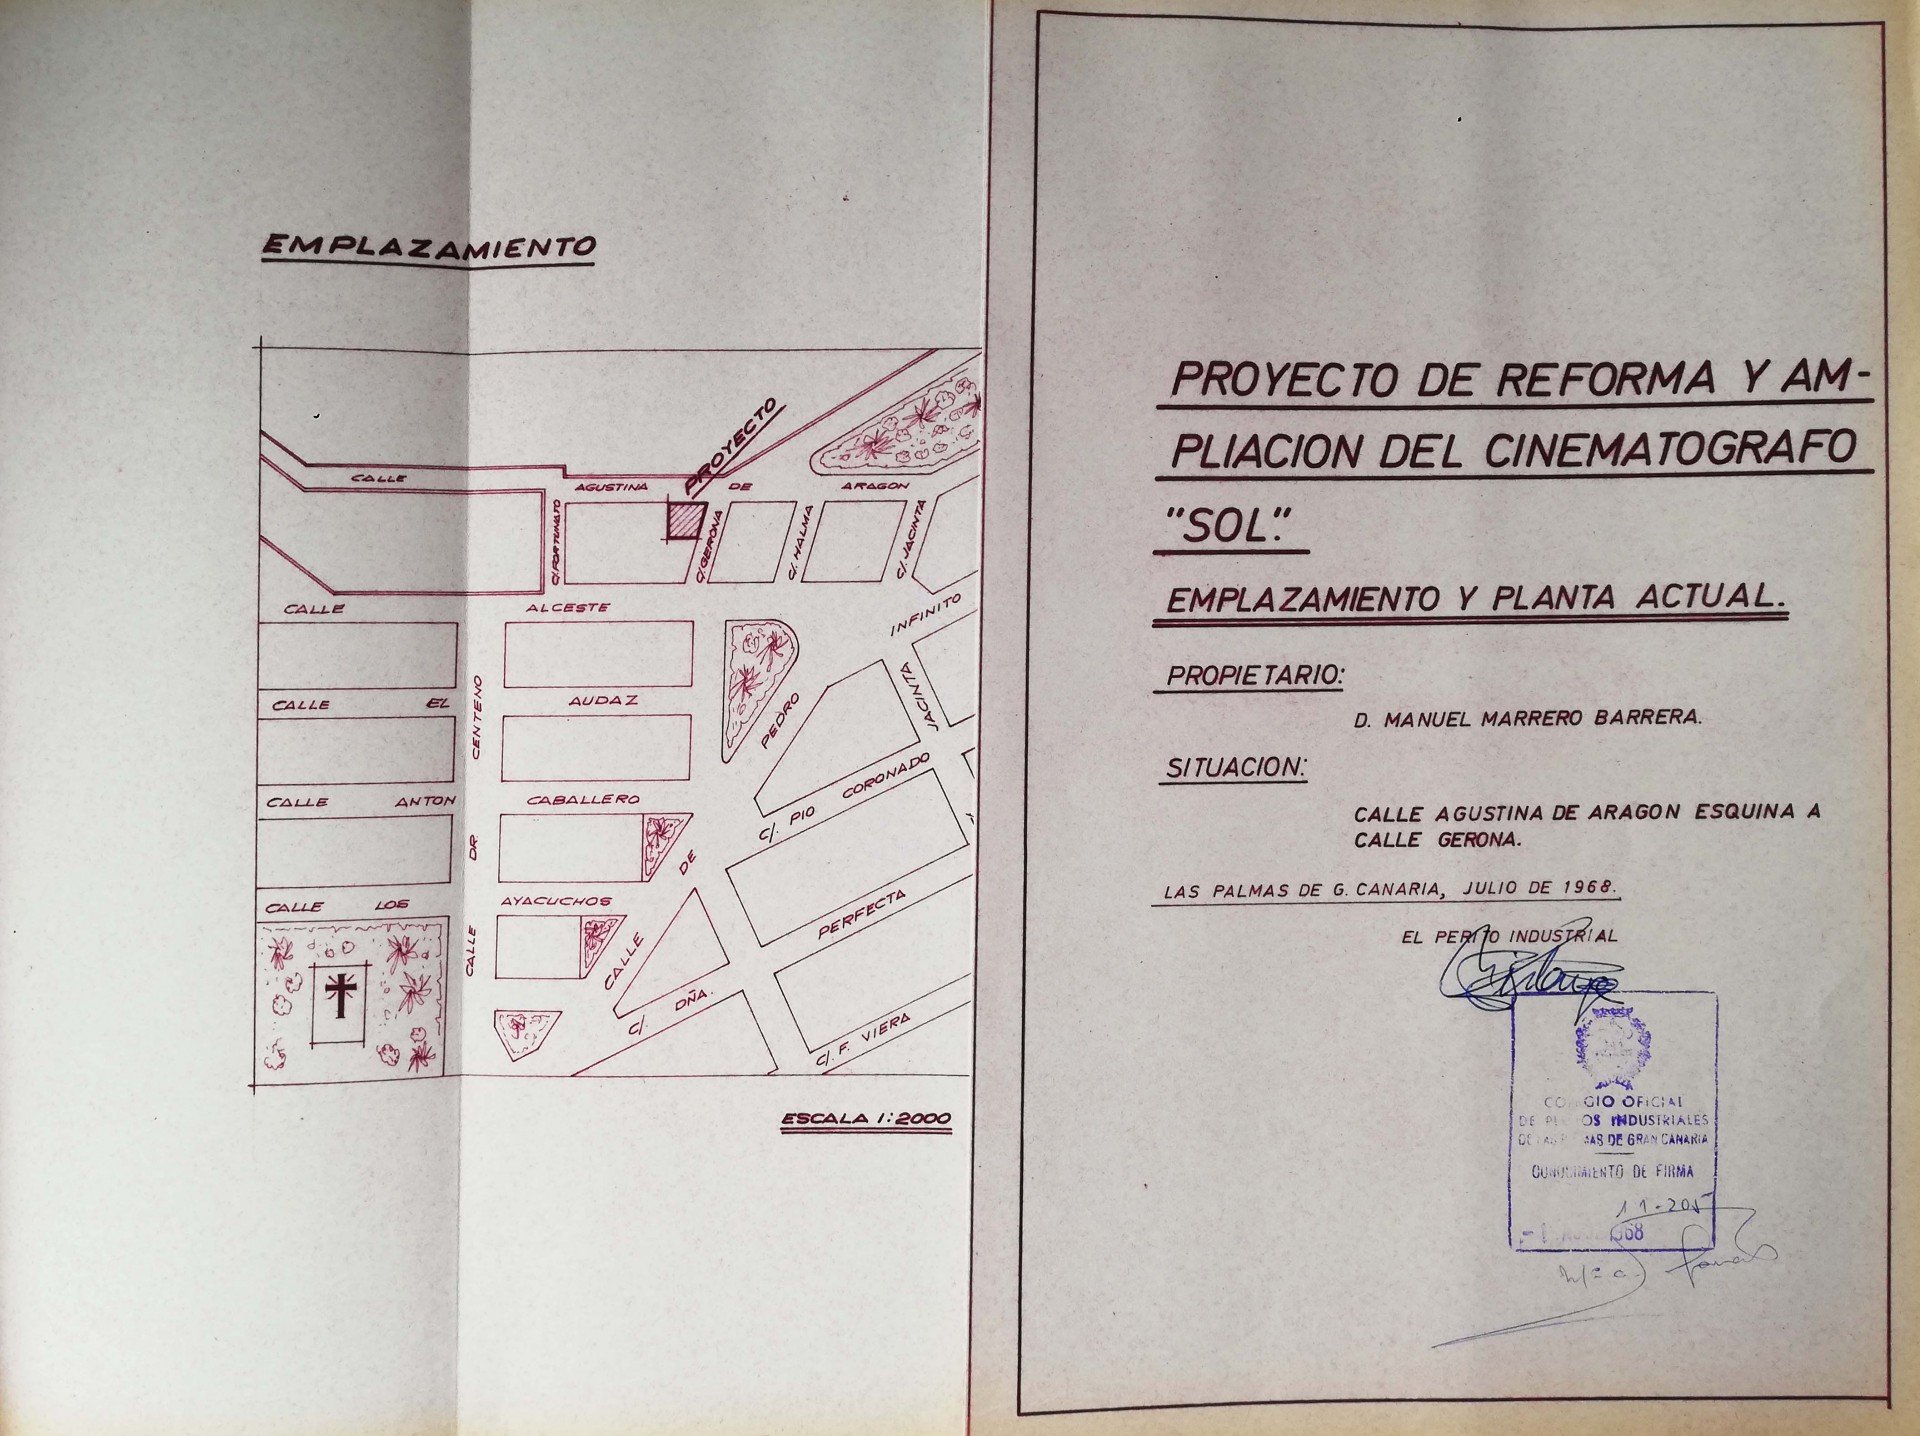 EMPLAZAMIENTO
PROYECTO
CALLE AGUSTINA DE ARAGON
C/. FORTUNATO
C/. GERONA
C/. HALMA
C/. JACINTA
CALLE ALCESTE
INFINITO
CALLE EL AUDAZ
JACINTA
CALLE DR. CENTENO
CALLE DE PEDRO
C/. PIO CORONADO
CALLE ANTON CABALLERO
CALLE LOS AYACUCHOS
C/. DÑA. PERFECTA
C/. F. VIERA
ESCALA 1:2000
PROYECTO DE REFORMA Y AM-
PLIACION DEL CINEMATOGRAFO
"SOL".
EMPLAZAMIENTO Y PLANTA ACTUAL.
PROPIETARIO:
D. MANUEL MARRERO BARRERA.
SITUACION:
CALLE AGUSTINA DE ARAGON ESQUINA A
CALLE GERONA.
LAS PALMAS DE G. CANARIA, JULIO DE 1968.
EL PERITO INDUSTRIAL
OFICIAL
INDUSTRIALES
DE GRAN CANARIA
CONOCIMIENTO DE FIRMA
11-205